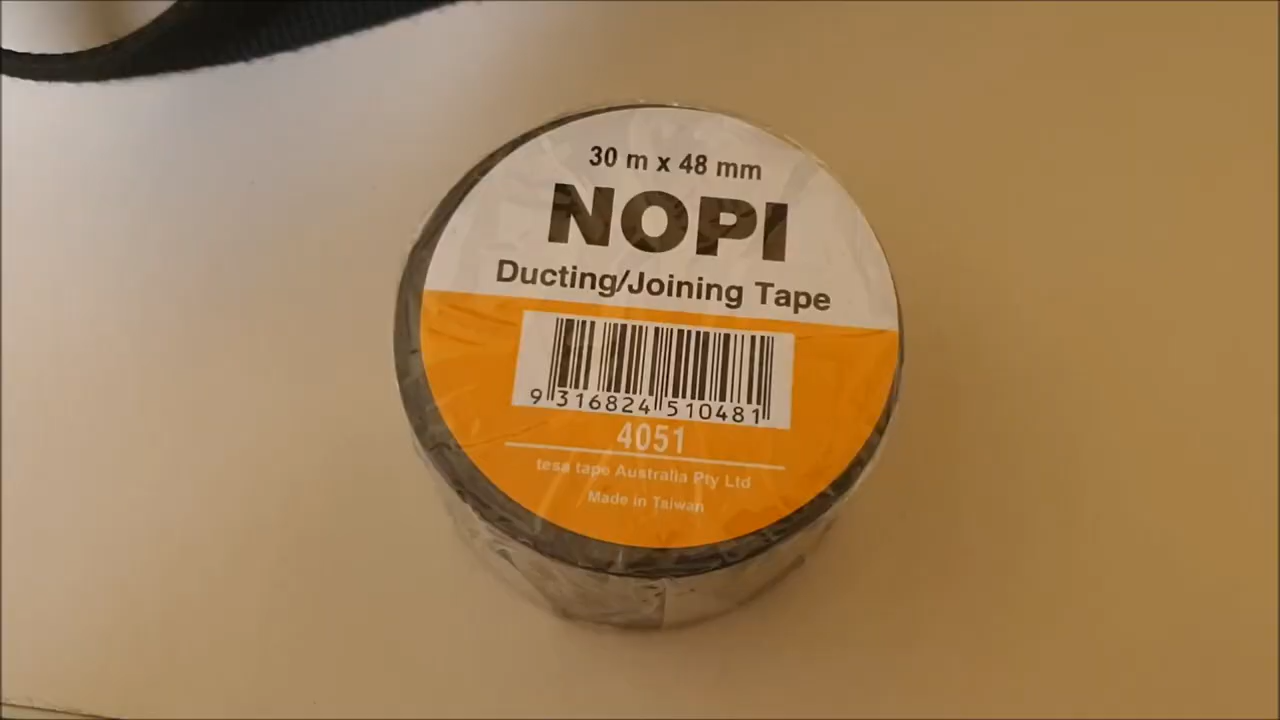 30 m x 48 mm
NOPI
Ducting/Joining Tape
9 316824 510481
4051
tesa tape Australia Pty Ltd
Made in Taiwan